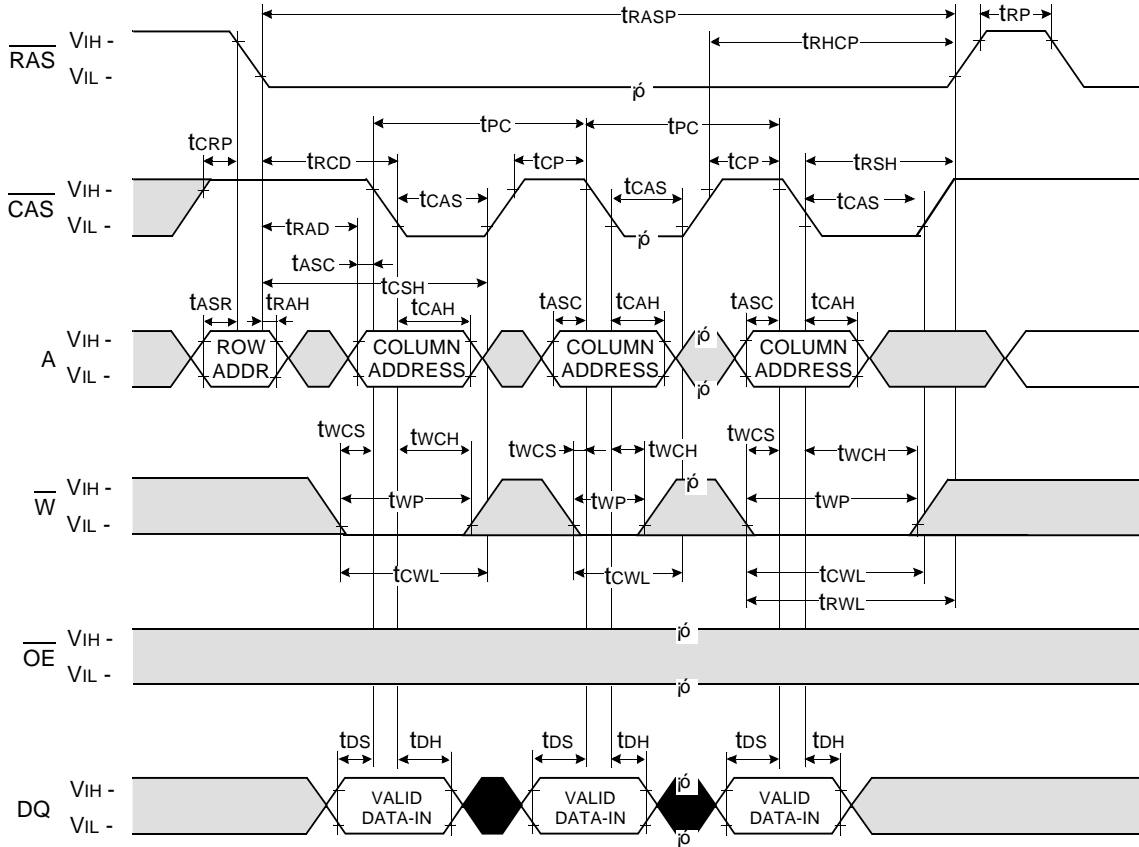 tRASP
tRP
tRHCP
RAS
VIH -
VIL -
¡ó
tPC
tPC
tCRP
tRCD
tCP
tCP
tRSH
CAS
VIH -
VIL -
tCAS
tCAS
tCAS
¡ó
tRAD
tASC
tCSH
tASR
tRAH
tCAH
tASC
tCAH
tASC
tCAH
A
VIH -
VIL -
ROW
ADDR
COLUMN
ADDRESS
COLUMN
ADDRESS
COLUMN
ADDRESS
¡ó
¡ó
tWCS
tWCH
tWCS
tWCH
tWCS
tWCH
W
VIH -
VIL -
tWP
tWP
tWP
¡ó
tCWL
tCWL
tCWL
tRWL
OE
VIH -
VIL -
¡ó
¡ó
tDS
tDH
tDS
tDH
tDS
tDH
DQ
VIH -
VIL -
VALID
DATA-IN
VALID
DATA-IN
VALID
DATA-IN
¡ó
¡ó